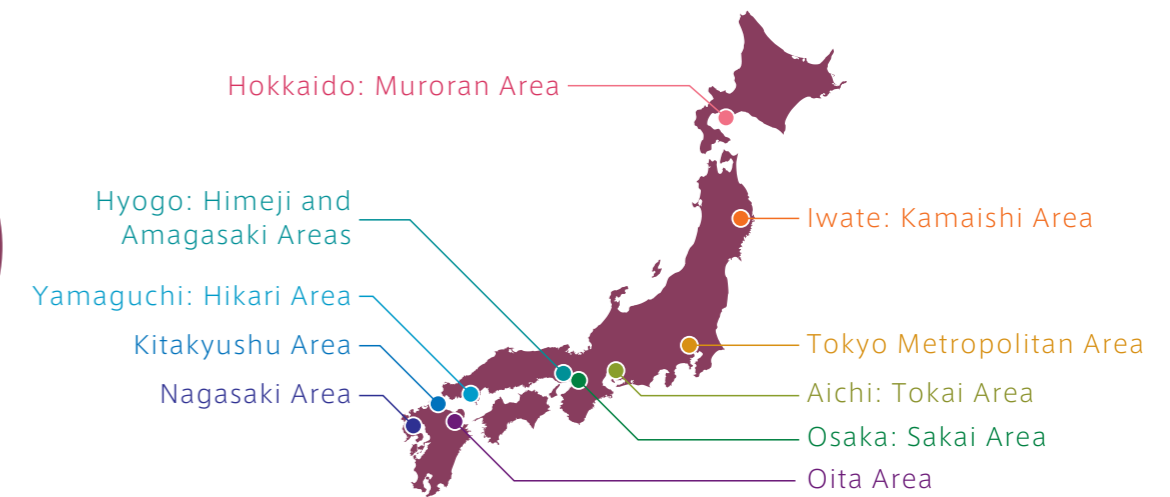 Hokkaido: Muroran Area
Hyogo: Himeji and
Amagasaki Areas
Yamaguchi: Hikari Area
Kitakyushu Area
Nagasaki Area
Iwate: Kamaishi Area
Tokyo Metropolitan Area
Aichi: Tokai Area
Osaka: Sakai Area
Oita Area